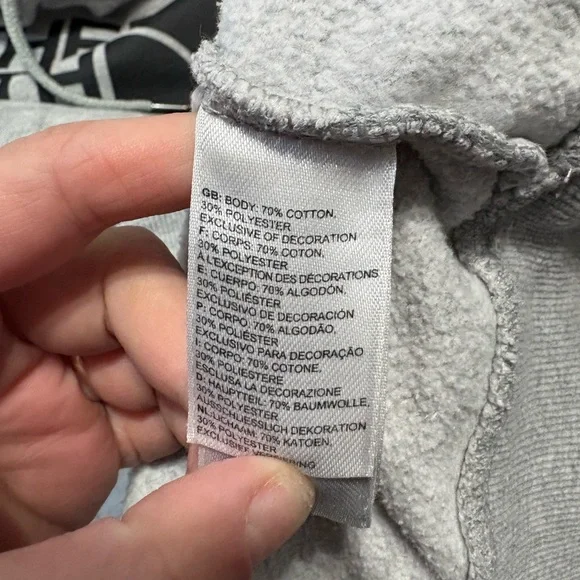 GB: BODY: 70% COTTON,
30% POLYESTER
EXCLUSIVE OF DECORATION
F: CORPS: 70% COTON,
30% POLYESTER
À L'EXCEPTION DES DÉCORATIONS
E: CUERPO: 70% ALGODÓN,
30% POLIÉSTER
EXCLUSIVO DE DECORACIÓN
P: CORPO: 70% ALGODÃO,
30% POLIÉSTER
EXCLUSIVO PARA DECORAÇÃO
I: CORPO: 70% COTONE,
30% POLIESTERE
ESCLUSA LA DECORAZIONE
D: HAUPTTEIL: 70% BAUMWOLLE,
30% POLYESTER
AUSSCHLIESSLICH DEKORATION
NL: LICHAAM: 70% KATOEN,
30% POLYESTER
EXCLUSIEF VERSIERING